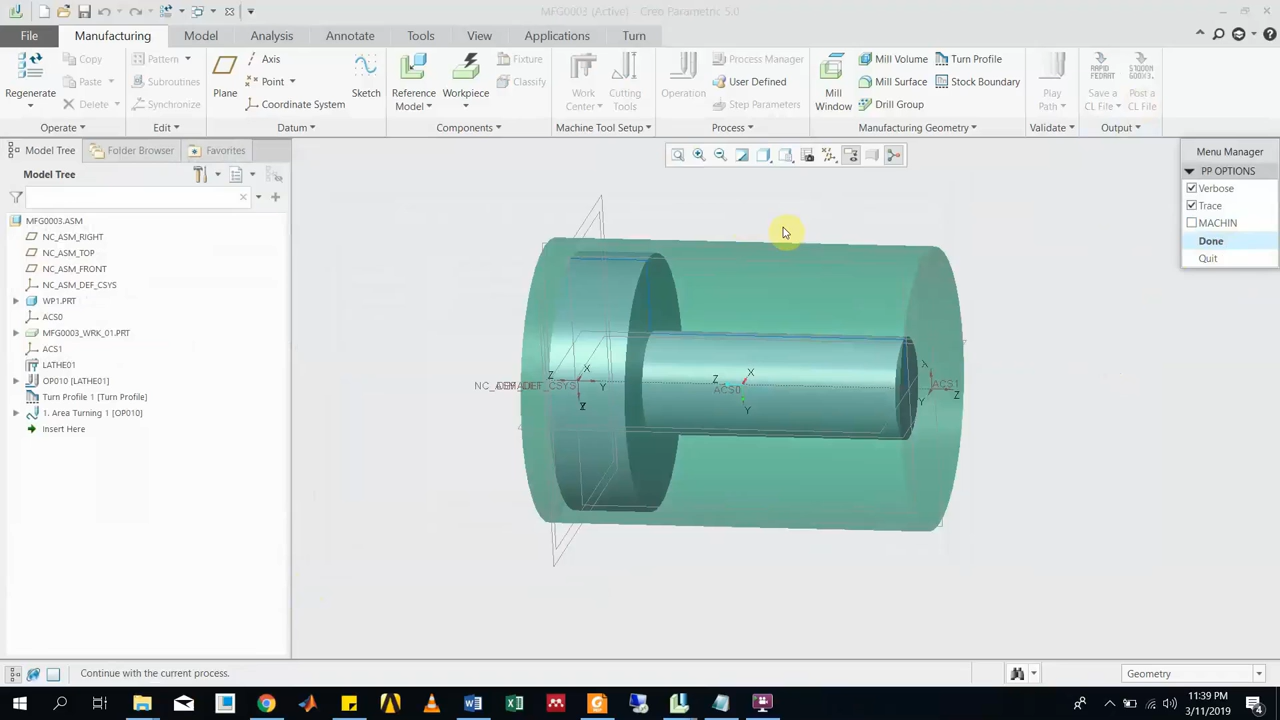 MFG0003 (Active) - Creo Parametric 5.0
File Manufacturing Model Analysis Annotate Tools View Applications Turn
Regenerate
Copy
Paste
Delete
Pattern
Subroutines
Synchronize
Plane
Axis
Point
Coordinate System
Sketch
Reference Model
Workpiece
Fixture
Classify
Work Center
Cutting Tools
Operation
Process Manager
User Defined
Step Parameters
Mill Window
Mill Volume
Mill Surface
Drill Group
Turn Profile
Stock Boundary
Play Path
Save a CL File
Post a CL File
Operate Edit Datum Components Machine Tool Setup Process Manufacturing Geometry Validate Output
Model Tree Folder Browser Favorites
Model Tree
MFG0003.ASM
NC_ASM_RIGHT
NC_ASM_TOP
NC_ASM_FRONT
NC_ASM_DEF_CSYS
WP1.PRT
ACS0
MFG0003_WRK_01.PRT
ACS1
LATHE01
OP010 [LATHE01]
Turn Profile 1 [Turn Profile]
1. Area Turning 1 [OP010]
Insert Here
Menu Manager
PP OPTIONS
Verbose
Trace
MACHIN
Done
Quit
X
Z
Y
Z
X
Z
ACS0
Y
X
ACS1
Y
Z
Continue with the current process.
Geometry
11:39 PM
3/11/2019
4